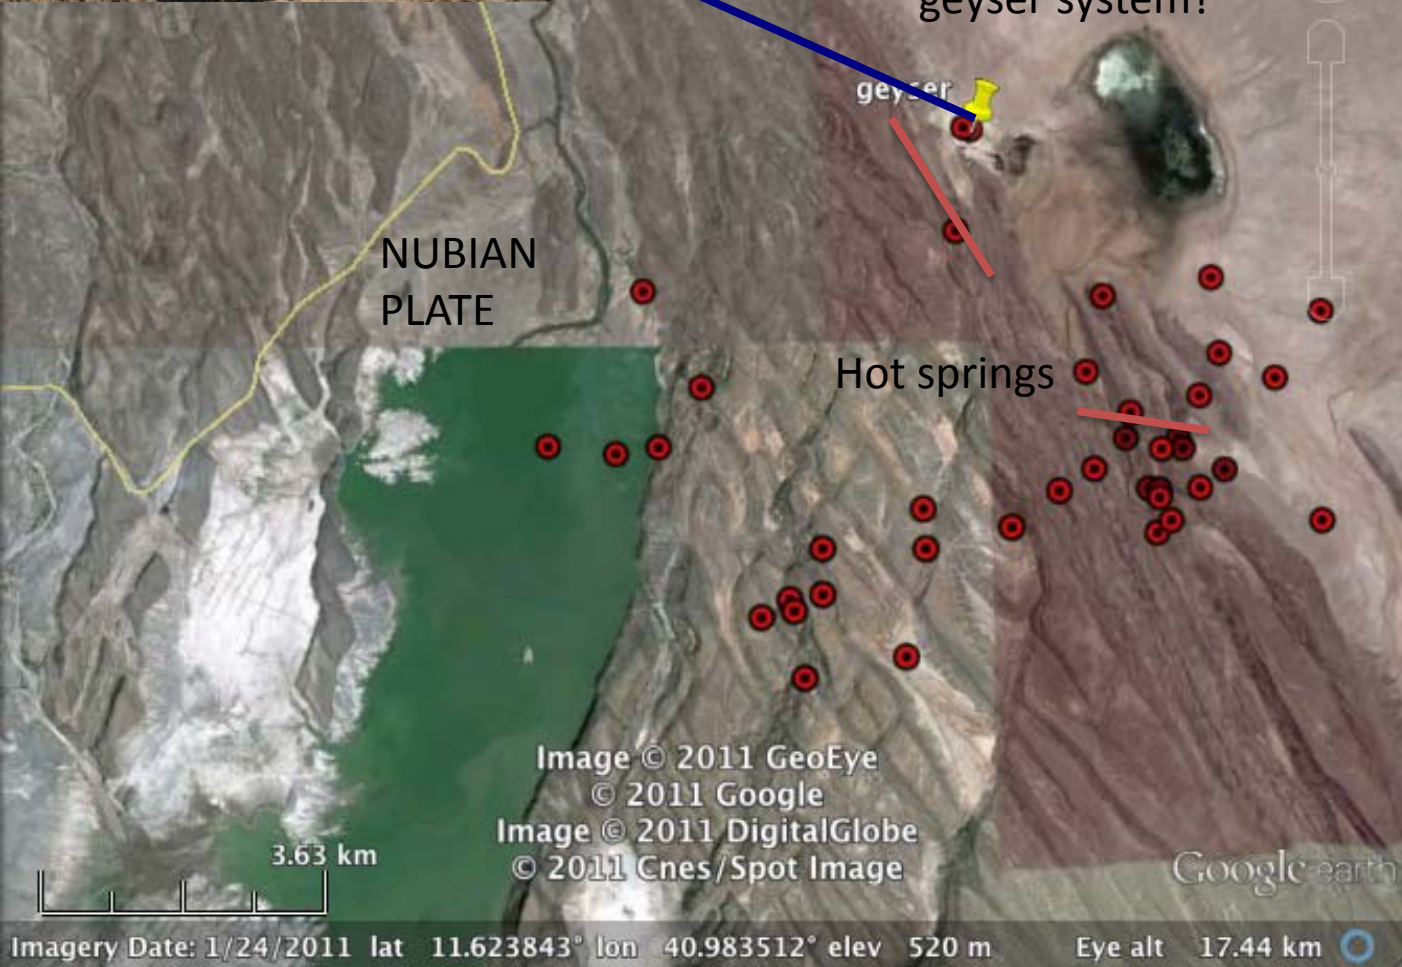 geyser system!
geyser
NUBIAN
PLATE
Hot springs
Image © 2011 GeoEye
© 2011 Google
Image © 2011 DigitalGlobe
© 2011 Cnes/Spot Image
3.63 km
Google earth
Imagery Date: 1/24/2011 lat 11.623843° lon 40.983512° elev 520 m Eye alt 17.44 km